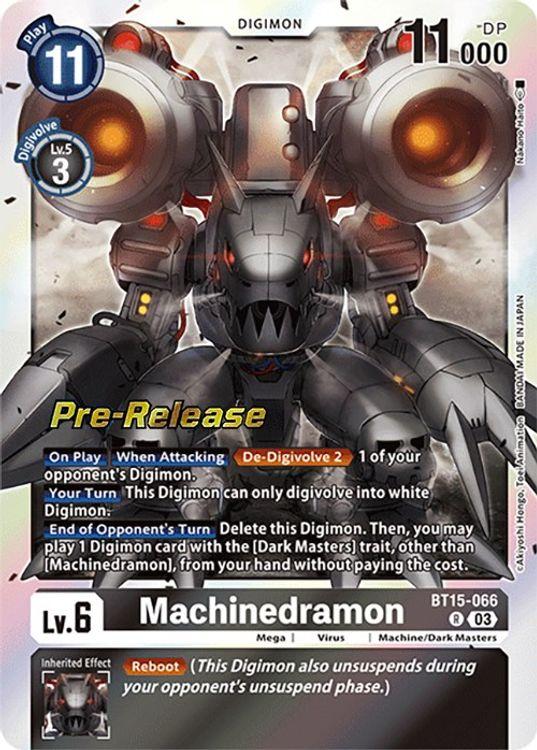 Play
11
DIGIMON
11000
-DP
Digivolve
Lv.5
3
Nakano Haito
©Akiyoshi Hongo, Toei Animation BANDAI MADE IN JAPAN
Pre-Release
On Play When Attacking De-Digivolve 2 1 of your
opponent's Digimon.
Your Turn This Digimon can only digivolve into white
Digimon.
End of Opponent's Turn Delete this Digimon. Then, you may
play 1 Digimon card with the [Dark Masters] trait, other than
[Machinedramon], from your hand without paying the cost.
Lv.6
Machinedramon
BT15-066
R 03
Mega | Virus | Machine/Dark Masters
Inherited Effect
Reboot (This Digimon also unsuspends during
your opponent's unsuspend phase.)